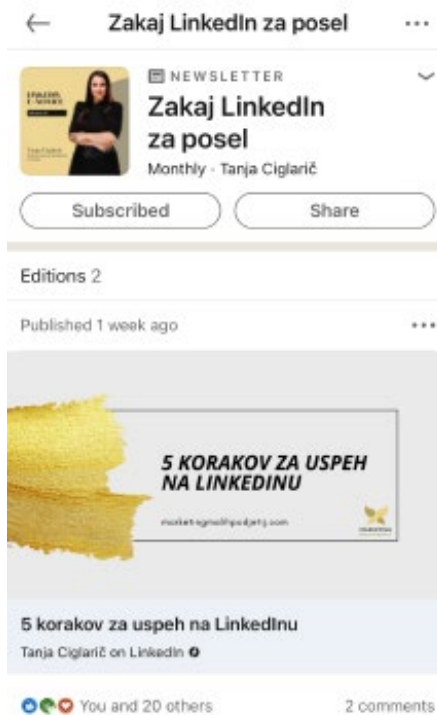 Zakaj LinkedIn za posel
NEWSLETTER
Zakaj LinkedIn
za posel
Monthly · Tanja Ciglarič
Subscribed
Share
Editions 2
Published 1 week ago
5 KORAKOV ZA USPEH
NA LINKEDINU
marketingmalihpodjetij.com
5 korakov za uspeh na LinkedInu
Tanja Ciglarič on LinkedIn
You and 20 others
2 comments